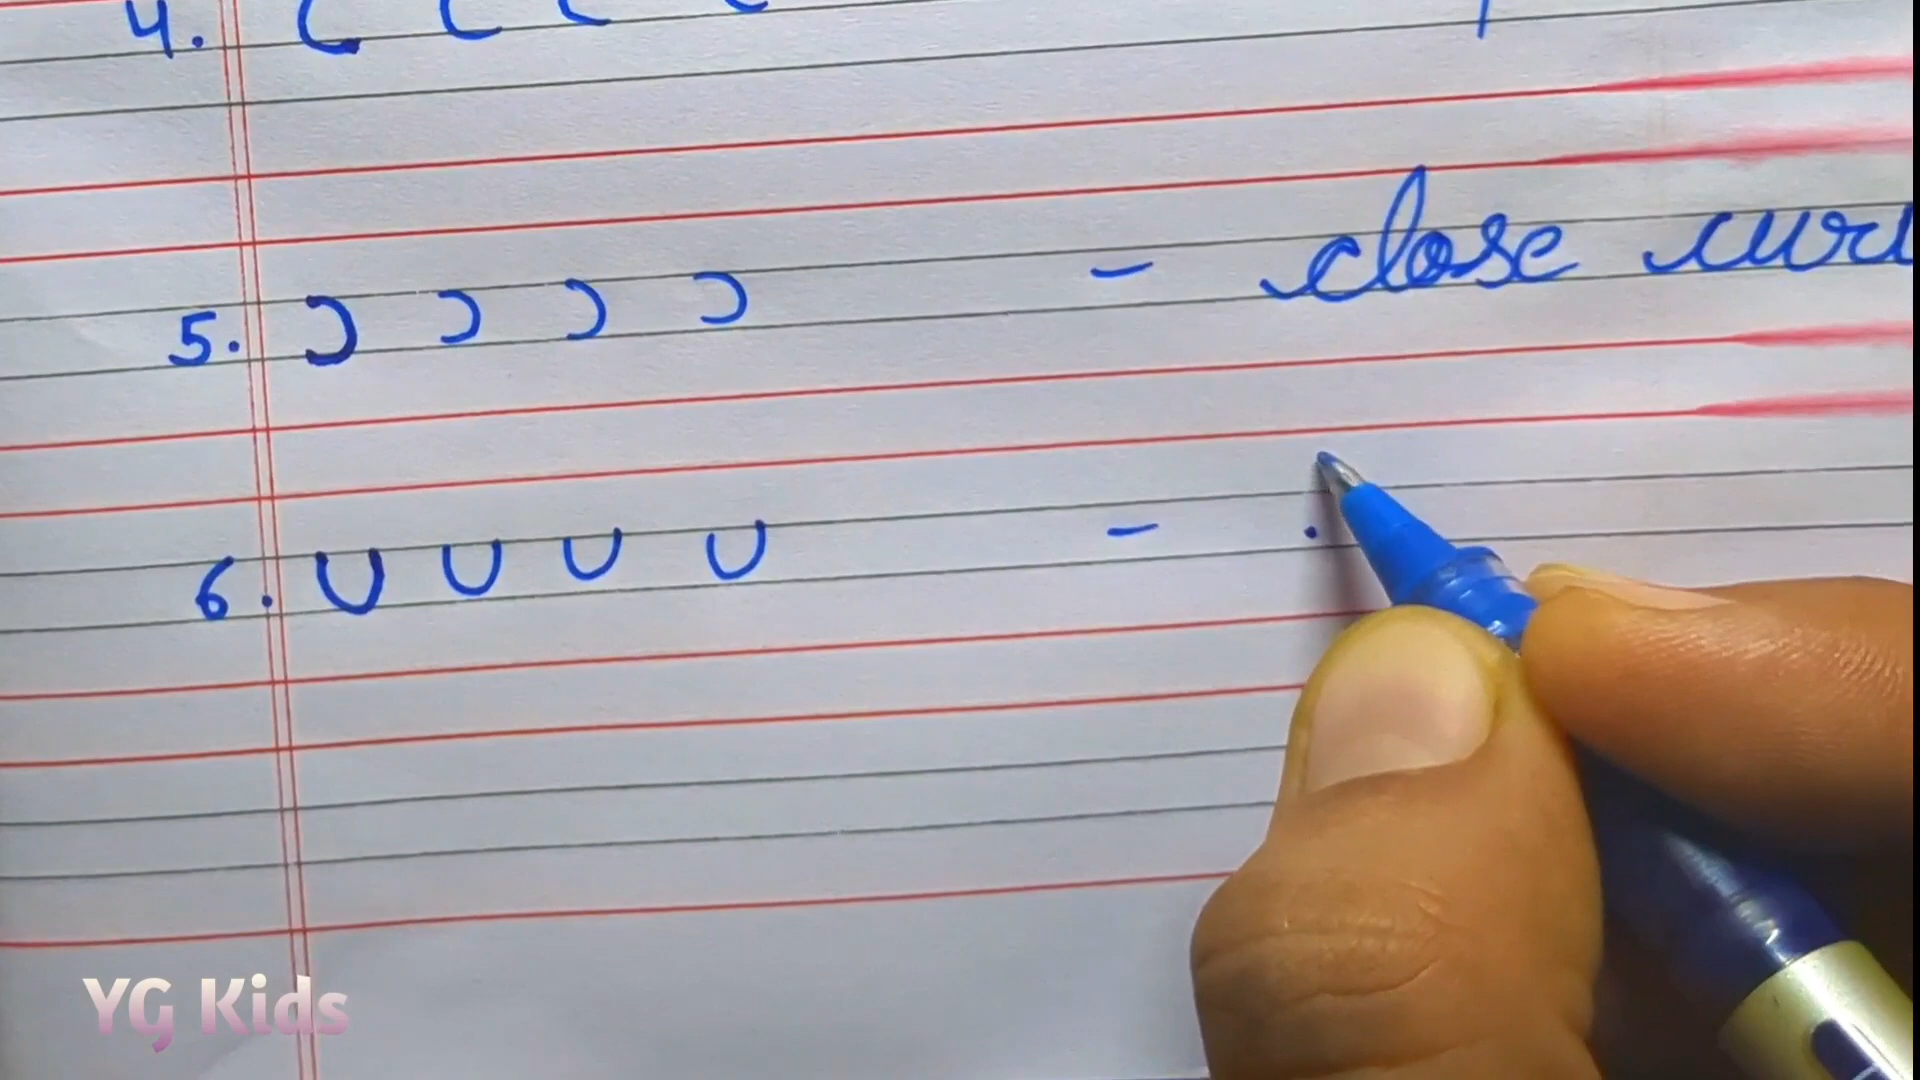 4. C C C C
5. Ɔ Ɔ Ɔ Ɔ - close
6. U U U U -
YG Kids